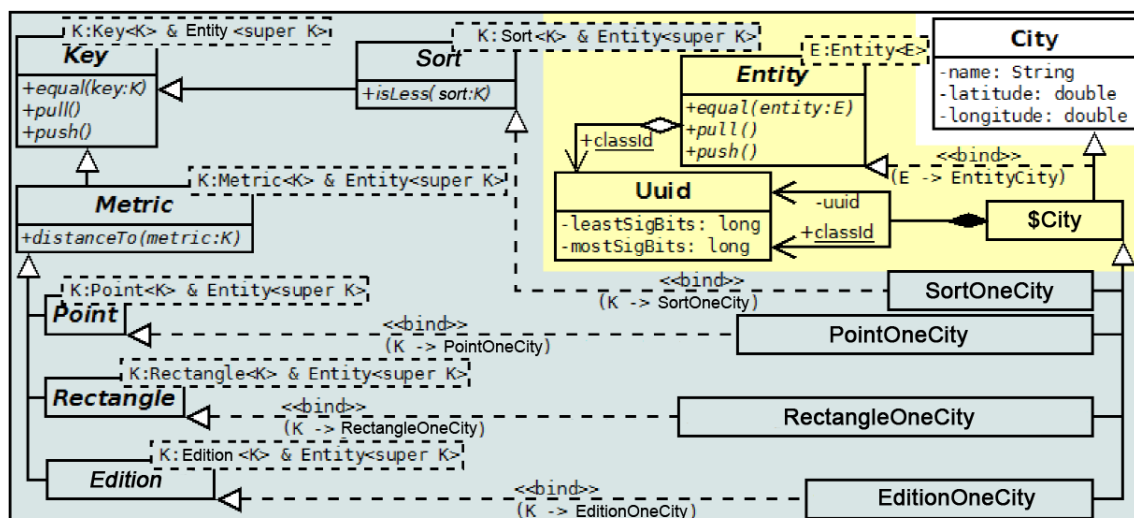 K:Key<K> & Entity <super K>
Key
+equal(key:K)
+pull()
+push()
K: Sort<K> & Entity<super K>
Sort
+isLess( sort:K)
E:Entity<E>
Entity
+equal(entity:E)
+pull()
+push()
City
-name: String
-latitude: double
-longitude: double
+classId
<<bind>>
(E -> EntityCity)
K:Metric<K> & Entity<super K>
Metric
+distanceTo(metric:K)
Uuid
-leastSigBits: long
-mostSigBits: long
-uuid
+classId
$City
K:Point<K> & Entity<super K>
Point
<<bind>>
(K -> SortOneCity)
SortOneCity
<<bind>>
(K -> PointOneCity)
PointOneCity
K:Rectangle<K> & Entity<super K>
Rectangle
<<bind>>
(K -> RectangleOneCity)
RectangleOneCity
K:Edition <K> & Entity<super K>
Edition
<<bind>>
(K -> EditionOneCity)
EditionOneCity